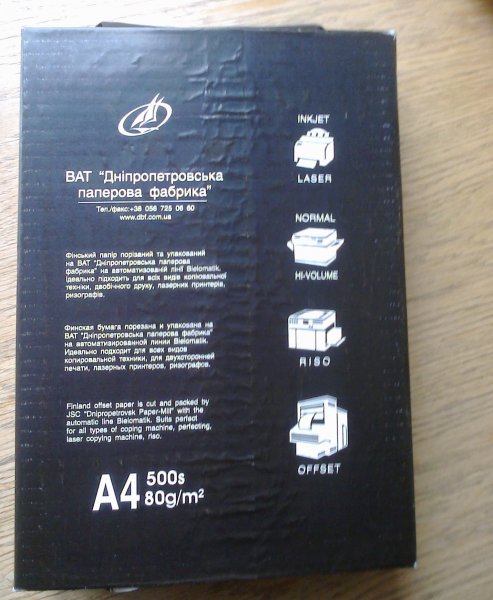 ВАТ "Дніпропетровська
паперова фабрика"
Тел./факс:+38 056 725 06 60
www.dbf.com.ua
Фінський папір порізаний та упакований
на ВАТ "Дніпропетровська паперова
фабрика" на автоматизованій лінії Bielomatik.
Ідеально підходить для всіх видів копіювальної
техніки, двобічного друку, лазерних принтерів,
ризографів.
Финская бумага порезана и упакована на
ВАТ "Дніпропетровська паперова фабрика"
на автоматизированной линии Bielomatik.
Идеально подходит для всех видов
копировальной техники, для двухсторонней
печати, лазерных принтеров, ризографов.
Finland offset paper is cut and packed by
JSC "Dnipropetrovsk Paper-Mill" with the
automatic line Bielomatik. Suits perfect
for all types of coping machine, perfecting,
laser copying machine, riso.
A4 500s
80g/m²
INKJET
LASER
NORMAL
HI-VOLUME
RISO
OFFSET